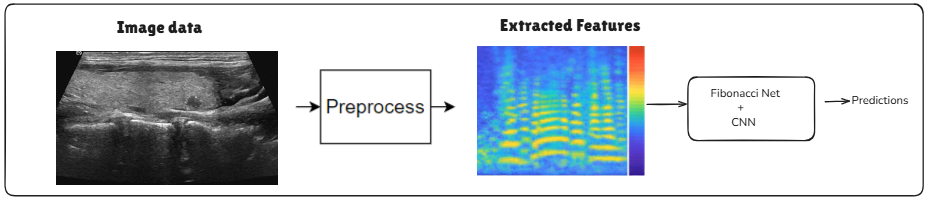 Image data
Extracted Features
Preprocess
Fibonacci Net
+
CNN
Predictions